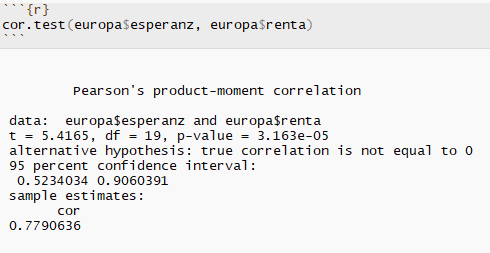 ```{r}
cor.test(europa$esperanz, europa$renta)
```
Pearson's product-moment correlation
data:  europa$esperanz and europa$renta
t = 5.4165, df = 19, p-value = 3.163e-05
alternative hypothesis: true correlation is not equal to 0
95 percent confidence interval:
 0.5234034 0.9060391
sample estimates:
cor
0.7790636